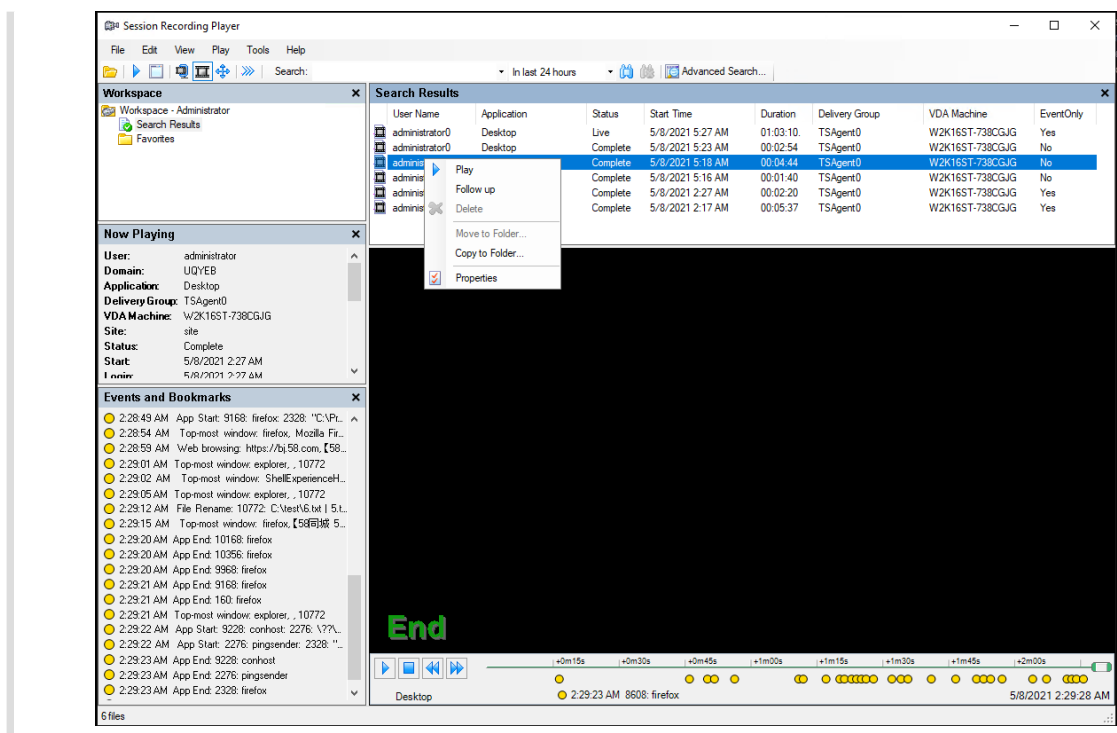 Session Recording Player
File Edit View Play Tools Help
Search: In last 24 hours Advanced Search...
Workspace
Workspace - Administrator
Search Results
Favorites
Search Results
User Name Application Status Start Time Duration Delivery Group VDA Machine EventOnly
administrator0 Desktop Live 5/8/2021 5:27 AM 01:03:10. TSAgent0 W2K16ST-738CGJG Yes
administrator0 Desktop Complete 5/8/2021 5:23 AM 00:02:54 TSAgent0 W2K16ST-738CGJG No
adminis Complete 5/8/2021 5:18 AM 00:04:44 TSAgent0 W2K16ST-738CGJG No
adminis Complete 5/8/2021 5:16 AM 00:01:40 TSAgent0 W2K16ST-738CGJG No
adminis Complete 5/8/2021 2:27 AM 00:02:20 TSAgent0 W2K16ST-738CGJG Yes
adminis Complete 5/8/2021 2:17 AM 00:05:37 TSAgent0 W2K16ST-738CGJG Yes
Play
Follow up
Delete
Move to Folder...
Copy to Folder...
Properties
Now Playing
User: administrator
Domain: UQYEB
Application: Desktop
Delivery Group: TSAgent0
VDA Machine: W2K16ST-738CGJG
Site: site
Status: Complete
Start: 5/8/2021 2:27 AM
Login: 5/8/2021 2:27 AM
Events and Bookmarks
2:28:49 AM App Start: 9168: firefox: 2328: "C:\Pr...
2:28:54 AM Top-most window: firefox, Mozilla Fir...
2:28:59 AM Web browsing: https://bj.58.com,【58...
2:29:01 AM Top-most window: explorer, , 10772
2:29:02 AM Top-most window: ShellExperienceH...
2:29:05 AM Top-most window: explorer, , 10772
2:29:12 AM File Rename: 10772: C:\test\6.txt | 5.t...
2:29:15 AM Top-most window: firefox,【58同城 5...
2:29:20 AM App End: 10168: firefox
2:29:20 AM App End: 10356: firefox
2:29:20 AM App End: 9968: firefox
2:29:21 AM App End: 9168: firefox
2:29:21 AM App End: 160: firefox
2:29:21 AM Top-most window: explorer, , 10772
2:29:22 AM App Start: 9228: conhost: 2276: \??\...
2:29:22 AM App Start: 2276: pingsender: 2328: "...
2:29:23 AM App End: 9228: conhost
2:29:23 AM App End: 2276: pingsender
2:29:23 AM App End: 2328: firefox
End
+0m15s +0m30s +0m45s +1m00s +1m15s +1m30s +1m45s +2m00s
Desktop 2:29:23 AM 8608: firefox 5/8/2021 2:29:28 AM
6 files